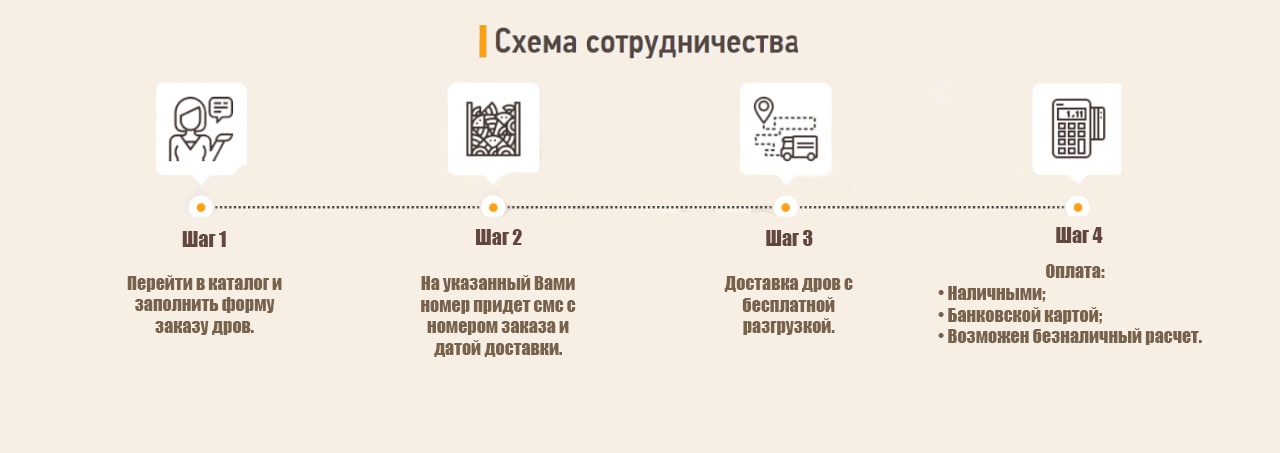 Схема сотрудничества
1.11
Шаг 1
Перейти в каталог и
заполнить форму
заказу дров.
Шаг 2
На указанный Вами
номер придет смс с
номером заказа и
датой доставки.
Шаг 3
Доставка дров с
бесплатной
разгрузкой.
Шаг 4
Оплата:
• Наличными;
• Банковской картой;
• Возможен безналичный расчет.